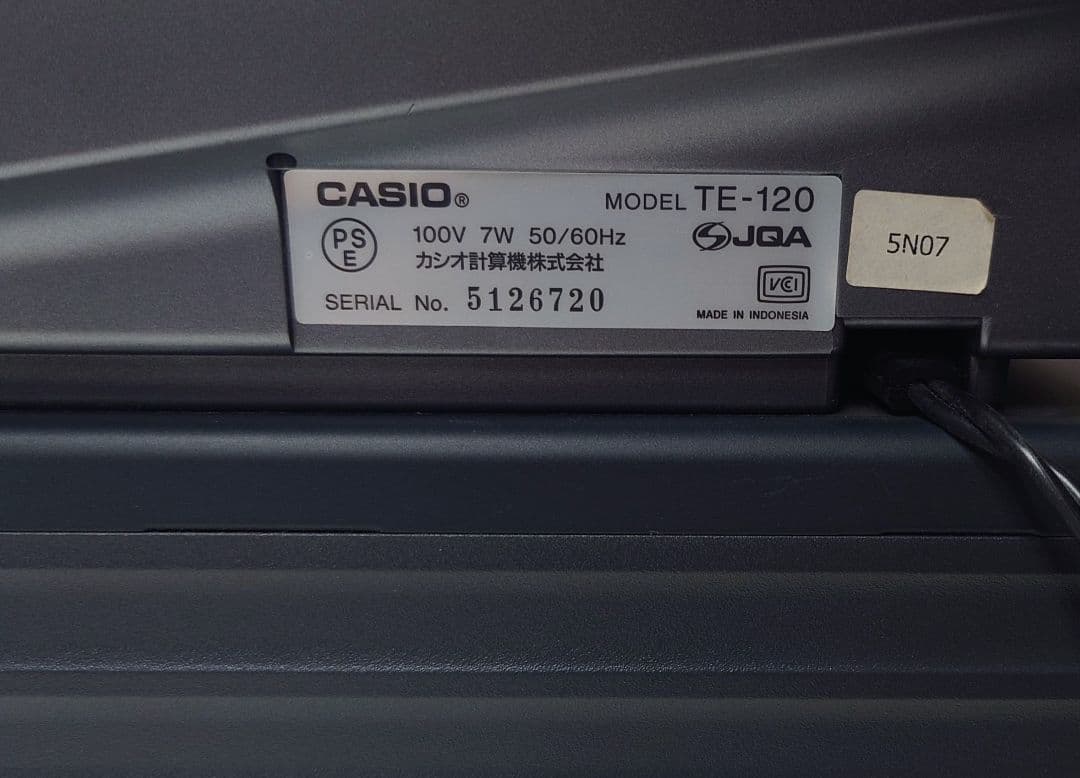 CASIO® MODEL TE-120
PS E 100V 7W 50/60Hz JQA
カシオ計算機株式会社
VCI
SERIAL No. 5126720 MADE IN INDONESIA
5N07